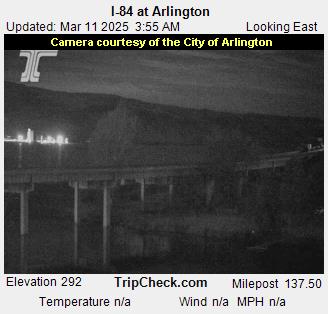 I-84 at Arlington
Updated: Mar 11 2025  3:55 AM Looking East
Camera courtesy of the City of Arlington
Elevation 292 TripCheck.com Milepost 137.50
Temperature n/a Wind n/a MPH n/a